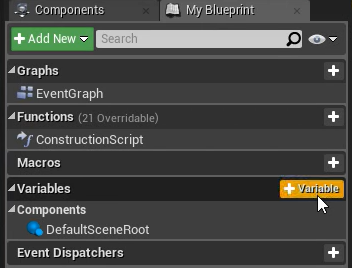 Components
My Blueprint
Add New
Search
Graphs
EventGraph
Functions (21 Overridable)
ConstructionScript
Macros
Variables
Variable
Components
DefaultSceneRoot
Event Dispatchers